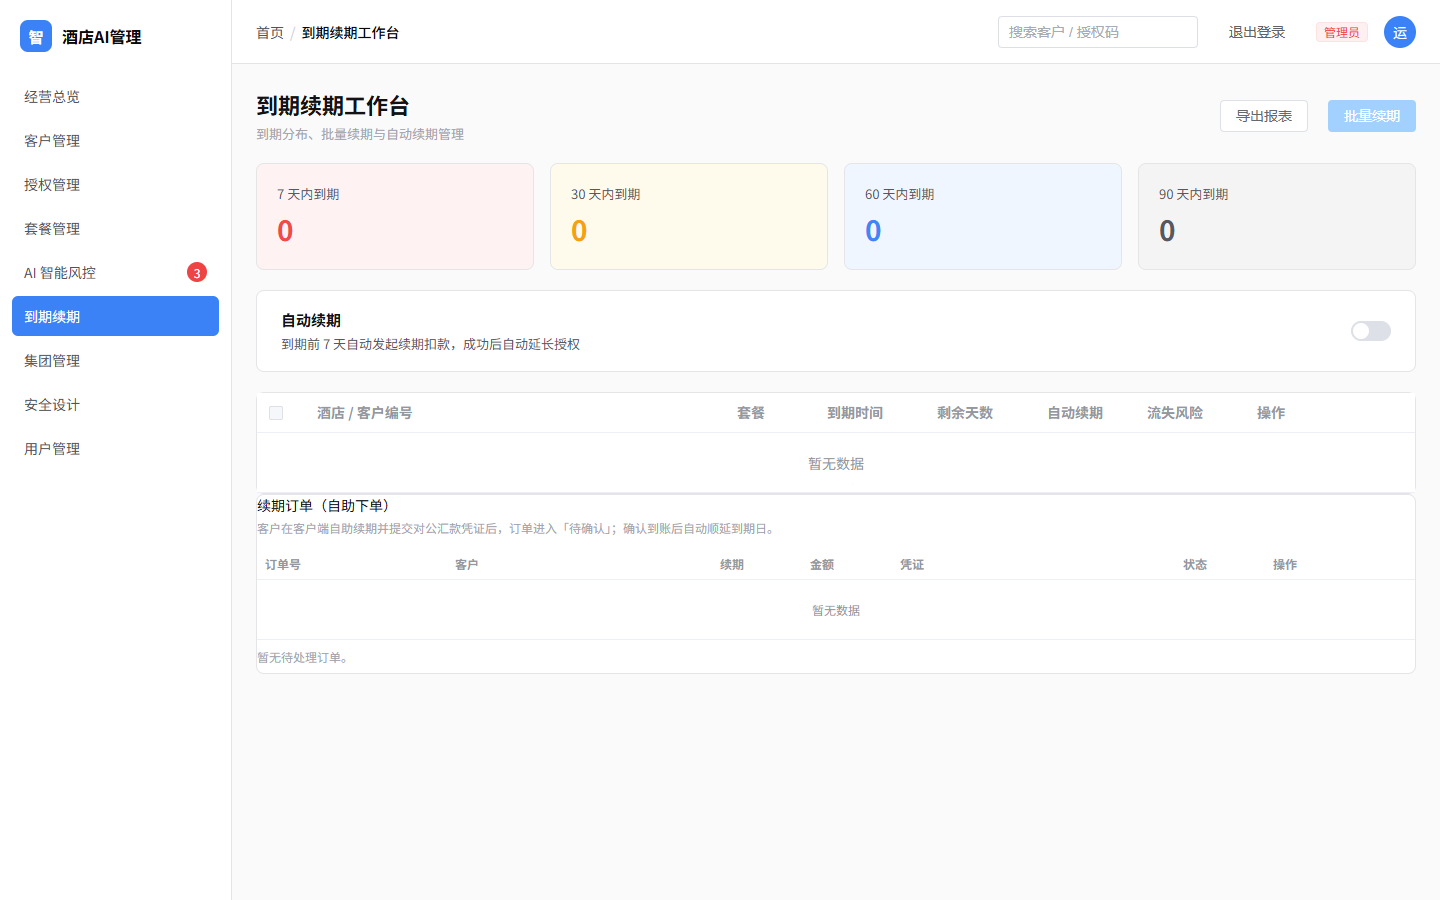 智 酒店AI管理
首页 / 到期续期工作台
搜索客户 / 授权码
退出登录
管理员
运
经营总览
客户管理
授权管理
套餐管理
AI 智能风控 3
到期续期
集团管理
安全设计
用户管理
到期续期工作台
到期分布、批量续期与自动续期管理
导出报表
批量续期
7 天内到期
0
30 天内到期
0
60 天内到期
0
90 天内到期
0
自动续期
到期前 7 天自动发起续期扣款，成功后自动延长授权
酒店 / 客户编号 套餐 到期时间 剩余天数 自动续期 流失风险 操作
暂无数据
续期订单（自助下单）
客户在客户端自助续期并提交对公汇款凭证后，订单进入「待确认」；确认到账后自动顺延到期日。
订单号 客户 续期 金额 凭证 状态 操作
暂无数据
暂无待处理订单。